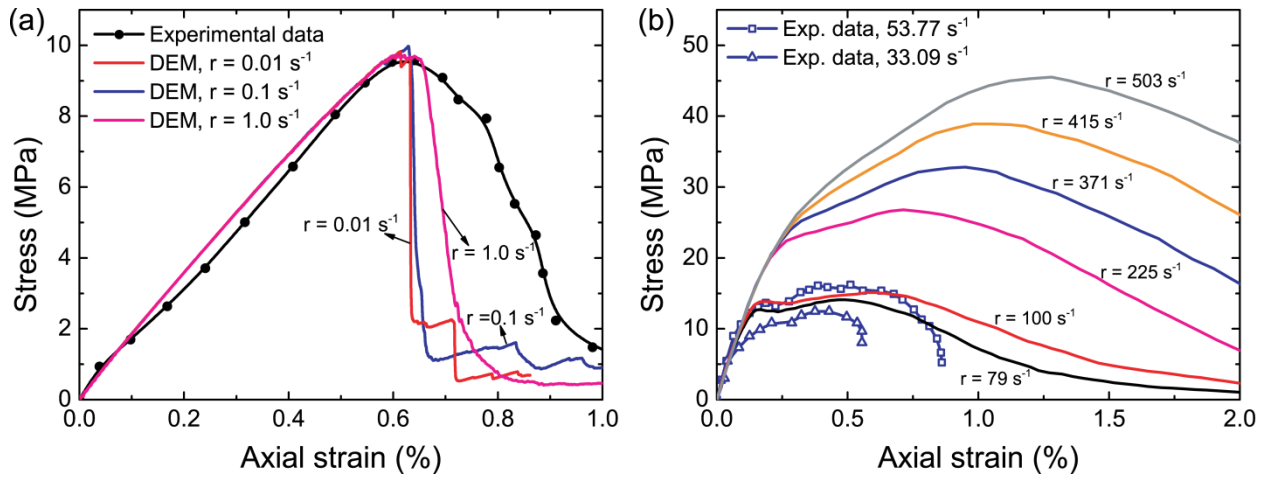 (a)
Experimental data
DEM, r = 0.01 s⁻¹
DEM, r = 0.1 s⁻¹
DEM, r = 1.0 s⁻¹
r = 0.01 s⁻¹
r = 1.0 s⁻¹
r =0.1 s⁻¹
10
8
6
4
2
0
Stress (MPa)
0.0 0.2 0.4 0.6 0.8 1.0
Axial strain (%)
(b)
Exp. data, 53.77 s⁻¹
Exp. data, 33.09 s⁻¹
r = 503 s⁻¹
r = 415 s⁻¹
r = 371 s⁻¹
r = 225 s⁻¹
r = 100 s⁻¹
r = 79 s⁻¹
50
40
30
20
10
0
Stress (MPa)
0.0 0.5 1.0 1.5 2.0
Axial strain (%)